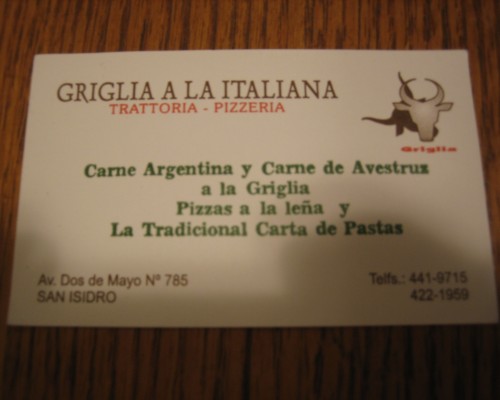 GRIGLIA A LA ITALIANA
TRATTORIA - PIZZERIA
Griglia
Carne Argentina y Carne de Avestruz
a la Griglia
Pizzas a la leña y
La Tradicional Carta de Pastas
Av. Dos de Mayo Nº 785
SAN ISIDRO
Telfs.: 441-9715
422-1959